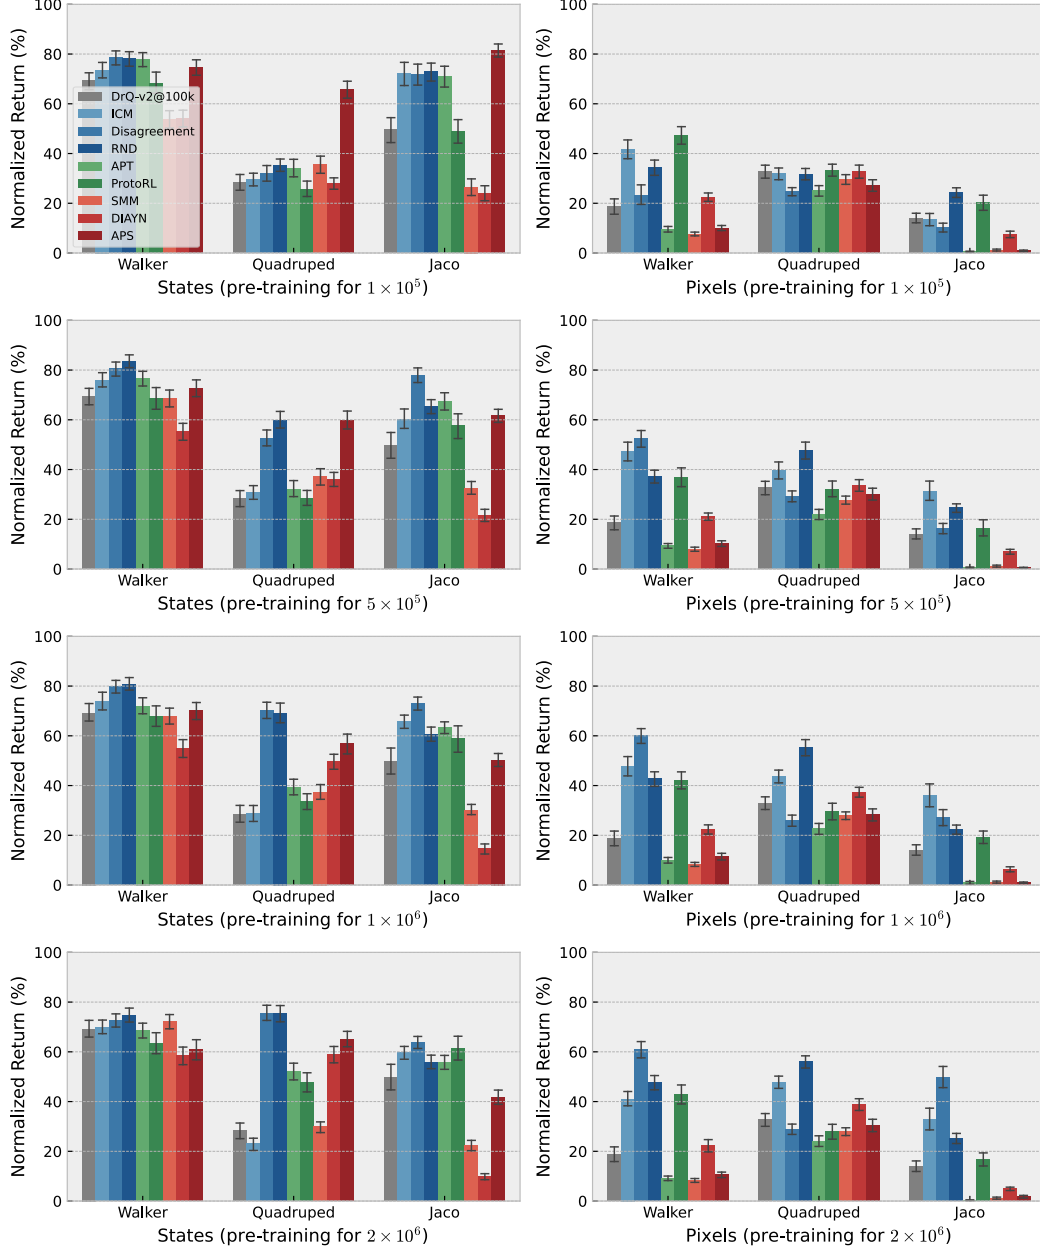 100
80
60
40
20
0
Normalized Return (%)
DrQ-v2@100k
ICM
Disagreement
RND
APT
ProtoRL
SMM
DIAYN
APS
Walker Quadruped Jaco
States (pre-training for 1 × 10⁵)
100
80
60
40
20
0
Normalized Return (%)
Walker Quadruped Jaco
Pixels (pre-training for 1 × 10⁵)
100
80
60
40
20
0
Normalized Return (%)
Walker Quadruped Jaco
States (pre-training for 5 × 10⁵)
100
80
60
40
20
0
Normalized Return (%)
Walker Quadruped Jaco
Pixels (pre-training for 5 × 10⁵)
100
80
60
40
20
0
Normalized Return (%)
Walker Quadruped Jaco
States (pre-training for 1 × 10⁶)
100
80
60
40
20
0
Normalized Return (%)
Walker Quadruped Jaco
Pixels (pre-training for 1 × 10⁶)
100
80
60
40
20
0
Normalized Return (%)
Walker Quadruped Jaco
States (pre-training for 2 × 10⁶)
100
80
60
40
20
0
Normalized Return (%)
Walker Quadruped Jaco
Pixels (pre-training for 2 × 10⁶)